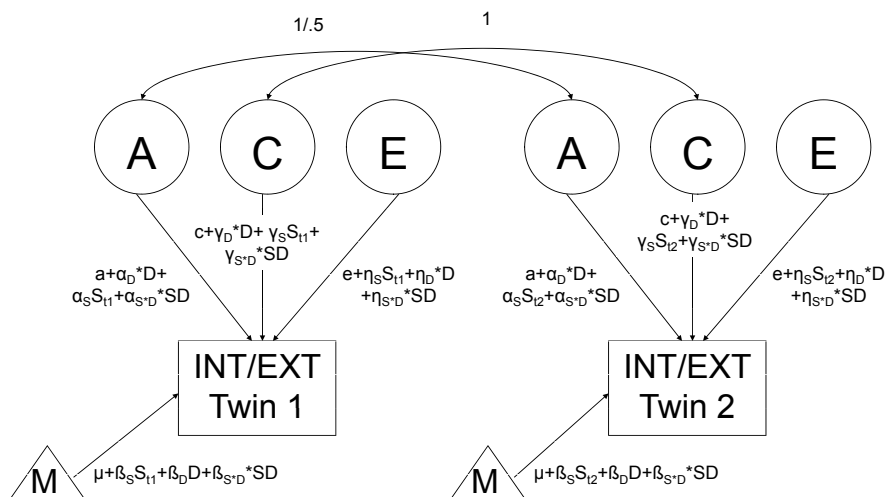 1/.5
1
A
C
E
A
C
E
c+γD*D+ γSSt1+
γS*D*SD
c+γD*D+
γSSt2+γS*D*SD
a+αD*D+
αSSt1+αS*D*SD
e+ηSSt1+ηD*D
+ηS*D*SD
a+αD*D+
αSSt2+αS*D*SD
e+ηSSt2+ηD*D
+ηS*D*SD
INT/EXT
Twin 1
INT/EXT
Twin 2
M
μ+ßSSt1+ßDD+ßS*D*SD
M
μ+ßSSt2+ßDD+ßS*D*SD